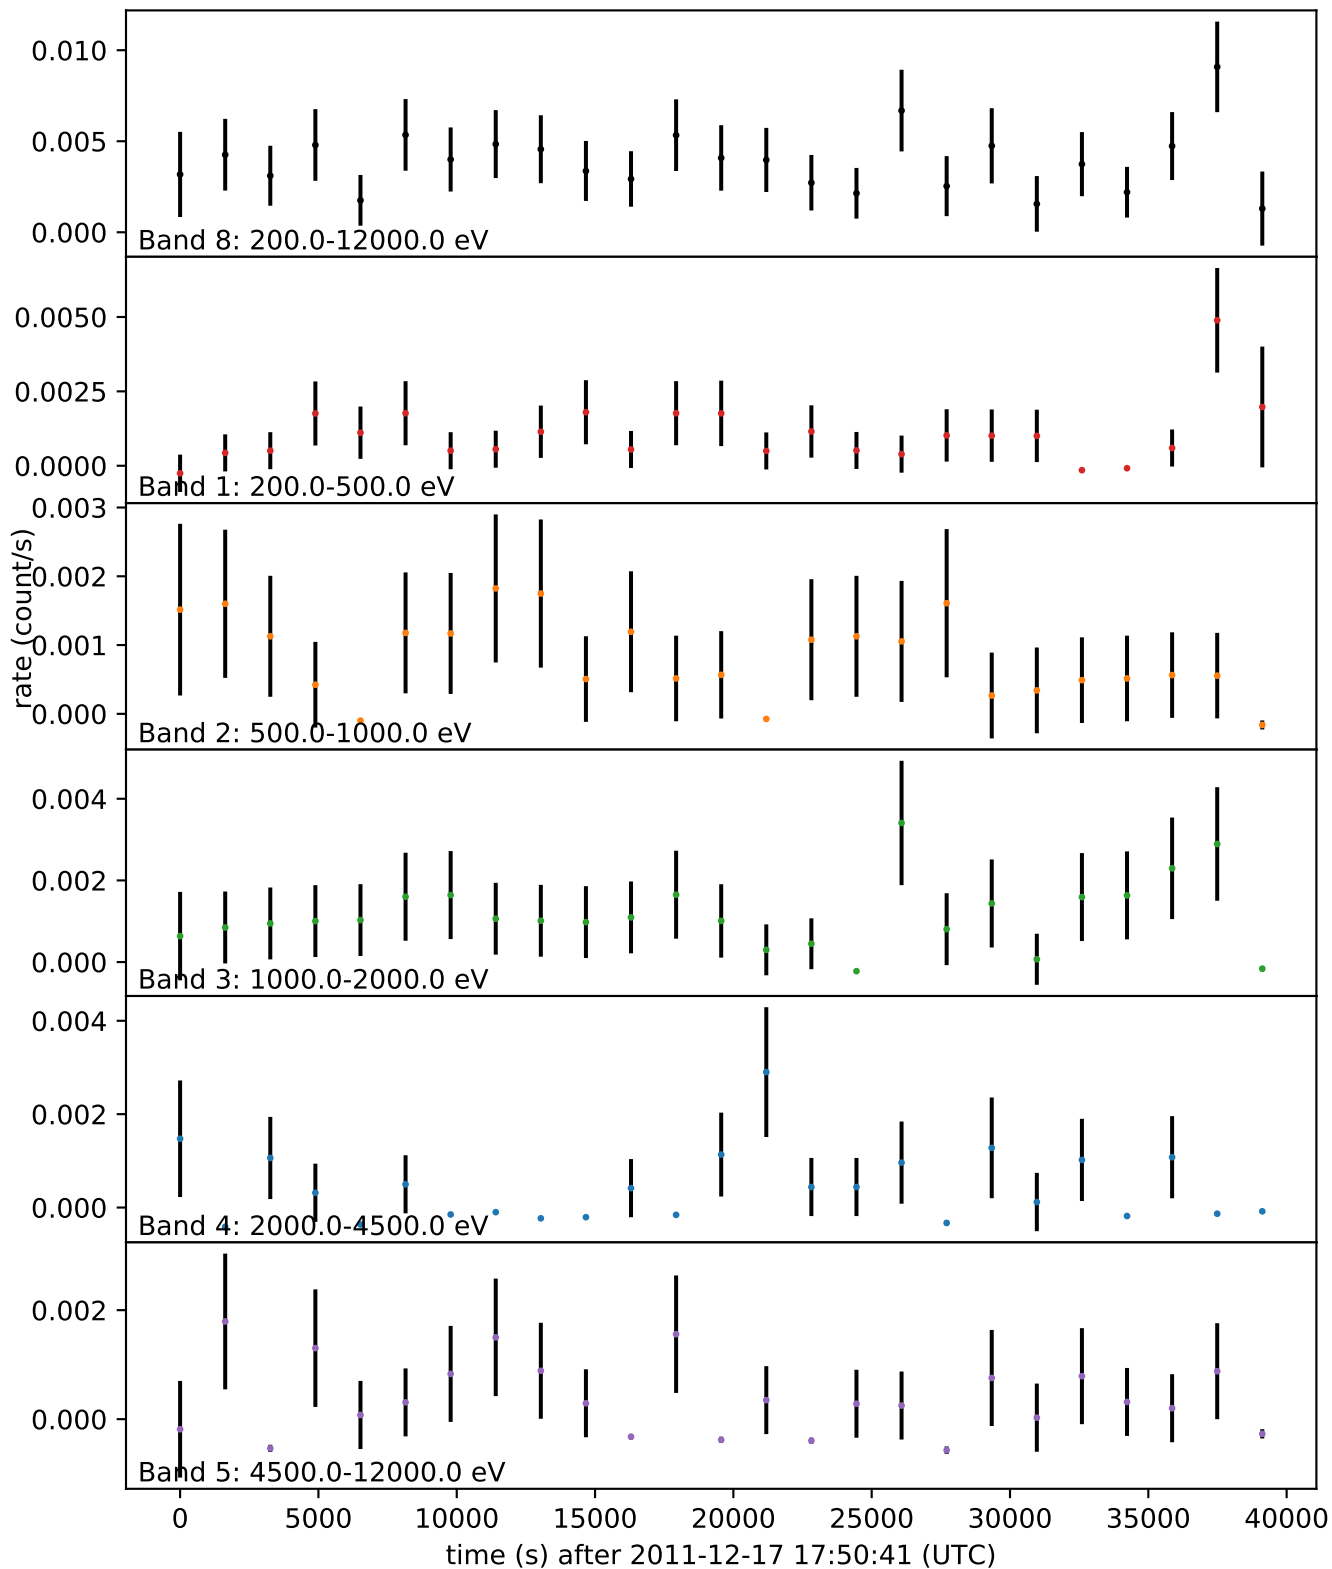 0.010
0.005
0.000
Band 8: 200.0-12000.0 eV
0.0050
0.0025
0.0000
Band 1: 200.0-500.0 eV
rate (count/s)
0.003
0.002
0.001
0.000
Band 2: 500.0-1000.0 eV
0.004
0.002
0.000
Band 3: 1000.0-2000.0 eV
0.004
0.002
0.000
Band 4: 2000.0-4500.0 eV
0.002
0.000
Band 5: 4500.0-12000.0 eV
0 5000 10000 15000 20000 25000 30000 35000 40000
time (s) after 2011-12-17 17:50:41 (UTC)